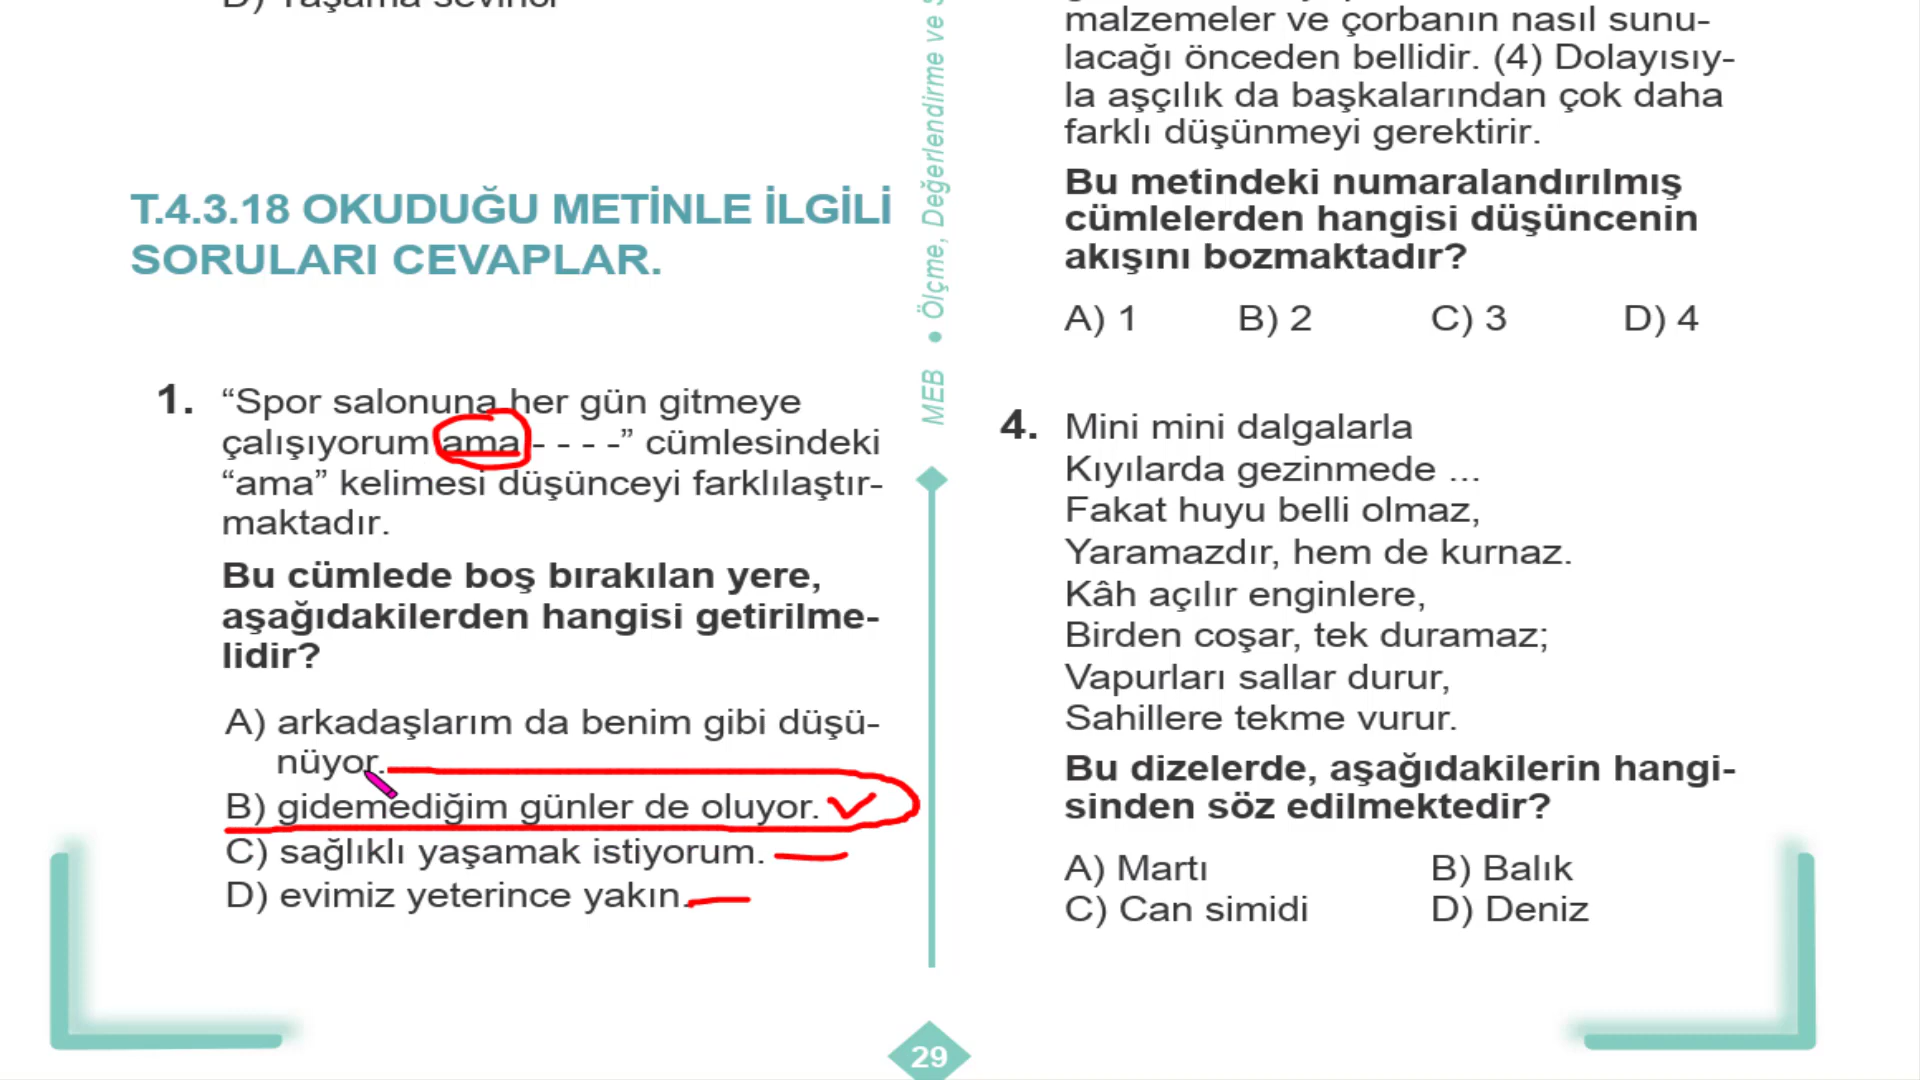 D) Yaşama sevinci
T.4.3.18 OKUDUĞU METİNLE İLGİLİ
SORULARI CEVAPLAR.
1. “Spor salonuna her gün gitmeye
çalışıyorum ama - - - -” cümlesindeki
“ama” kelimesi düşünceyi farklılaştır-
maktadır.
Bu cümlede boş bırakılan yere,
aşağıdakilerden hangisi getirilme-
lidir?
A) arkadaşlarım da benim gibi düşü-
nüyor.
B) gidemediğim günler de oluyor.
C) sağlıklı yaşamak istiyorum.
D) evimiz yeterince yakın.
MEB • Ölçme, Değerlendirme ve
malzemeler ve çorbanın nasıl sunu-
lacağı önceden bellidir. (4) Dolayısıy-
la aşçılık da başkalarından çok daha
farklı düşünmeyi gerektirir.
Bu metindeki numaralandırılmış
cümlelerden hangisi düşüncenin
akışını bozmaktadır?
A) 1 B) 2 C) 3 D) 4
4. Mini mini dalgalarla
Kıyılarda gezinmede ...
Fakat huyu belli olmaz,
Yaramazdır, hem de kurnaz.
Kâh açılır enginlere,
Birden coşar, tek duramaz;
Vapurları sallar durur,
Sahillere tekme vurur.
Bu dizelerde, aşağıdakilerin hangi-
sinden söz edilmektedir?
A) Martı B) Balık
C) Can simidi D) Deniz
29